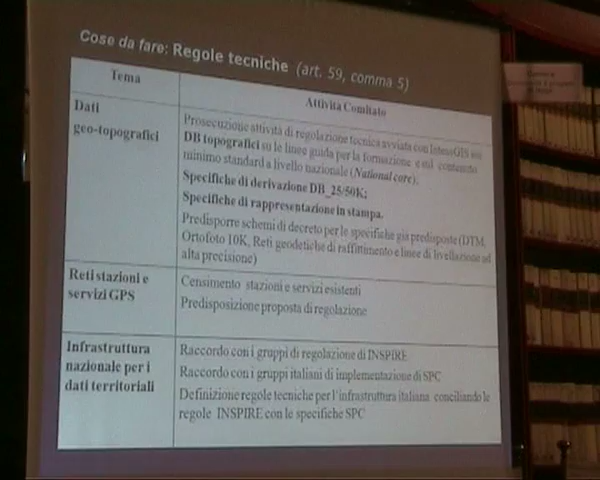 Cose da fare: Regole tecniche (art. 59, comma 5)
Tema
Attività Comitato
Dati
geo-topografici
Prosecuzione attività di regolazione tecnica avviata con IntesaGIS sui
DB topografici su le linee guida per la formazione e sul contenuto
minimo standard a livello nazionale (National core);
Specifiche di derivazione DB_25/50K;
Specifiche di rappresentazione in stampa.
Predisporre schemi di decreto per le specifiche già predisposte (DTM,
Ortofoto 10K, Reti geodetiche di raffittimento e linee di livellazione ad
alta precisione)
Reti stazioni e
servizi GPS
Censimento stazioni e servizi esistenti
Predisposizione proposta di regolazione
Infrastruttura
nazionale per i
dati territoriali
Raccordo con i gruppi di regolazione di INSPIRE
Raccordo con i gruppi italiani di implementazione di SPC
Definizione regole tecniche per l'infrastruttura italiana conciliando le
regole INSPIRE con le specifiche SPC